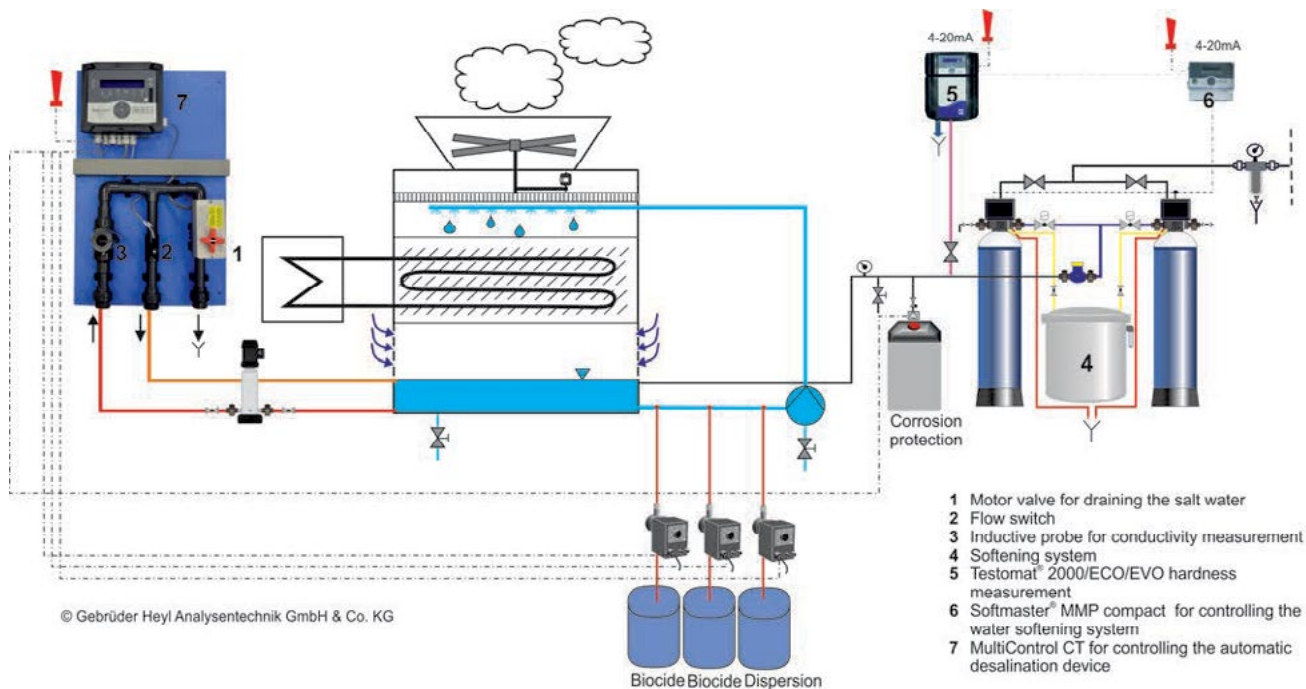 4-20mA
4-20mA
7
5
6
3
2
1
4
Corrosion
protection
1 Motor valve for draining the salt water
2 Flow switch
3 Inductive probe for conductivity measurement
4 Softening system
5 Testomat® 2000/ECO/EVO hardness
measurement
6 Softmaster® MMP compact for controlling the
water softening system
7 MultiControl CT for controlling the automatic
desalination device
© Gebrüder Heyl Analysentechnik GmbH & Co. KG
Biocide Biocide Dispersion